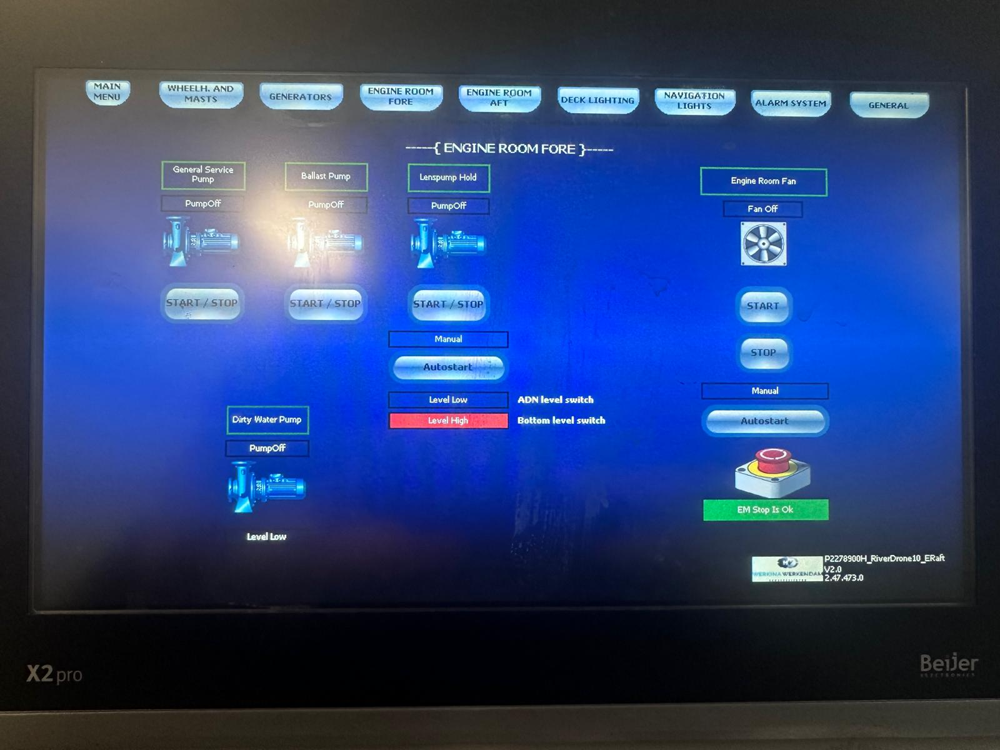 MAIN
MENU
WHEELH. AND
MASTS
GENERATORS
ENGINE ROOM
FORE
ENGINE ROOM
AFT
DECK LIGHTING
NAVIGATION
LIGHTS
ALARM SYSTEM
GENERAL
-----{ ENGINE ROOM FORE }-----
General Service
Pump
PumpOff
START / STOP
Ballast Pump
PumpOff
START / STOP
Lenspump Hold
PumpOff
START / STOP
Manual
Autostart
Level Low
ADN level switch
Level High
Bottom level switch
Engine Room Fan
Fan Off
START
STOP
Manual
Autostart
EM Stop Is Ok
Dirty Water Pump
PumpOff
Level Low
WERKINA WERKENDAM
P2278900H_RiverDrone10_ERaft
V2.0
2.47.473.0
X2 pro
Beijer
ELECTRONICS